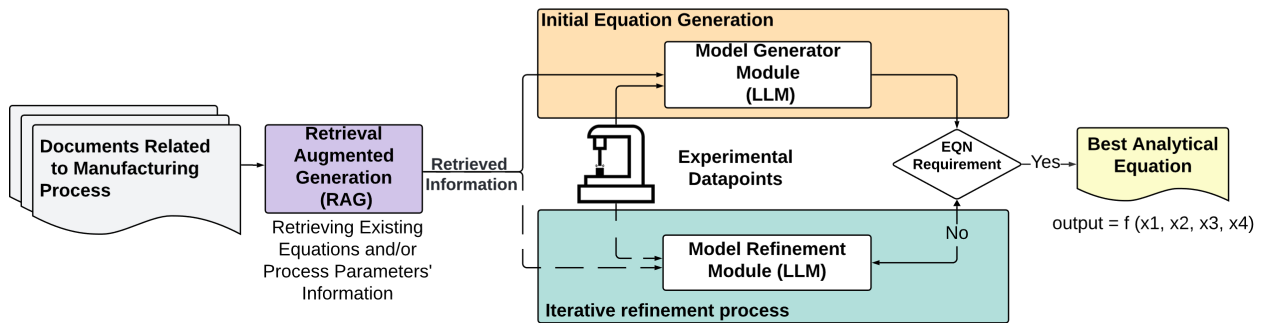 Documents Related
to Manufacturing
Process
Retrieval
Augmented
Generation
(RAG)
Retrieving Existing
Equations and/or
Process Parameters'
Information
Retrieved
Information
Initial Equation Generation
Model Generator
Module
(LLM)
Experimental
Datapoints
Model Refinement
Module (LLM)
Iterative refinement process
EQN
Requirement
Yes
No
Best Analytical
Equation
output = f (x1, x2, x3, x4)